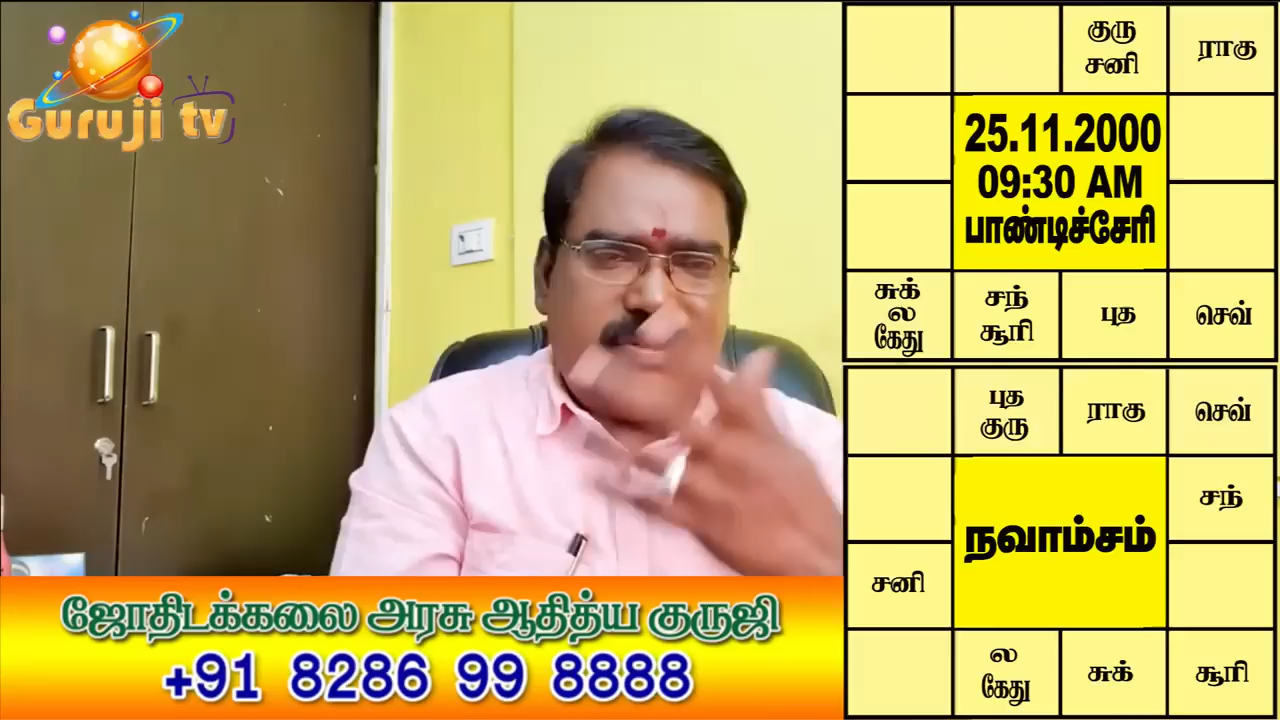 Guruji tv
குரு
சனி
ராகு
25.11.2000
09:30 AM
பாண்டிச்சேரி
சுக்
ல
கேது
சந்
சூரி
புத
செவ்
புத
குரு
ராகு
செவ்
நவாம்சம்
சந்
சனி
ல
கேது
சுக்
சூரி
ஜோதிடக்கலை அரசு ஆதித்ய குருஜி
+91 8286 99 8888